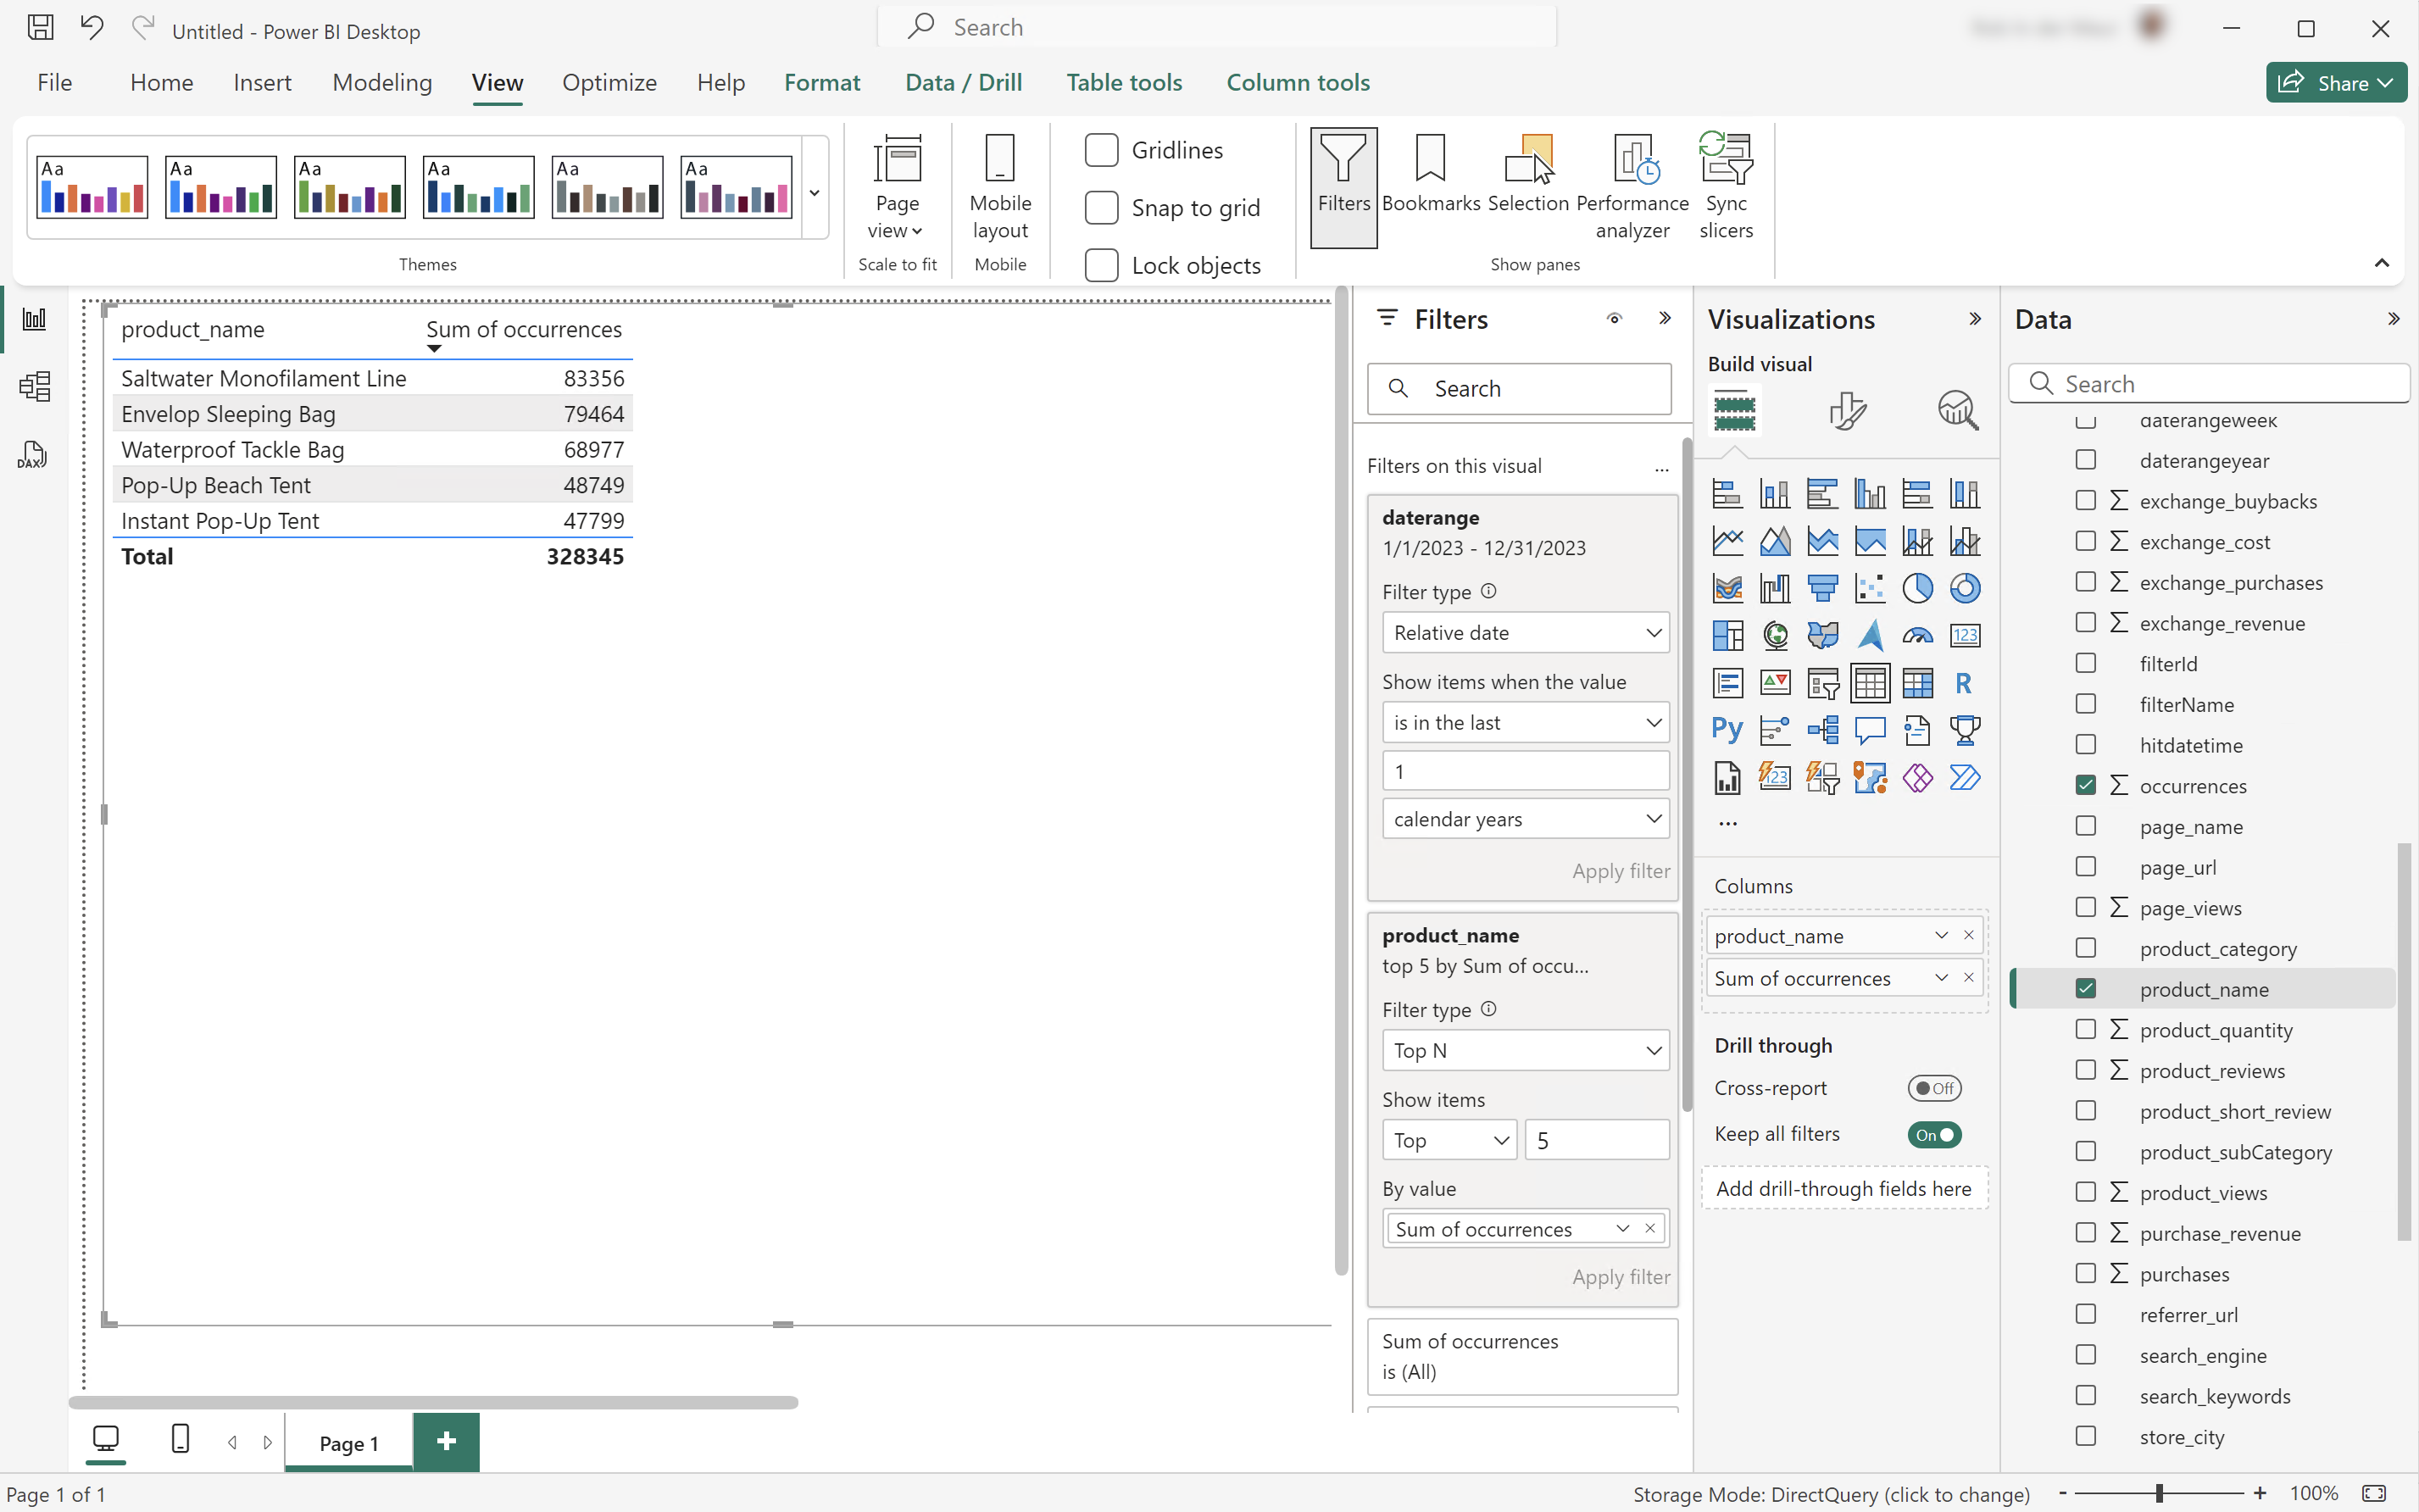 Untitled - Power BI Desktop
Search
File Home Insert Modeling View Optimize Help Format Data / Drill Table tools Column tools
Share
Aa Aa Aa Aa Aa Aa
Themes
Page view
Scale to fit
Mobile layout
Mobile
Gridlines
Snap to grid
Lock objects
Filters
Bookmarks
Selection
Performance analyzer
Sync slicers
Show panes
DAX
product_name Sum of occurrences
Saltwater Monofilament Line 83356
Envelop Sleeping Bag 79464
Waterproof Tackle Bag 68977
Pop-Up Beach Tent 48749
Instant Pop-Up Tent 47799
Total 328345
Filters
Search
Filters on this visual ...
daterange
1/1/2023 - 12/31/2023
Filter type
Relative date
Show items when the value
is in the last
1
calendar years
Apply filter
product_name
top 5 by Sum of occu...
Filter type
Top N
Show items
Top 5
By value
Sum of occurrences
Apply filter
Sum of occurrences
is (All)
Visualizations
Build visual
123
R
Py
123
...
Columns
product_name
Sum of occurrences
Drill through
Cross-report Off
Keep all filters On
Add drill-through fields here
Data
Search
daterangeweek
daterangeyear
exchange_buybacks
exchange_cost
exchange_purchases
exchange_revenue
filterId
filterName
hitdatetime
occurrences
page_name
page_url
page_views
product_category
product_name
product_quantity
product_reviews
product_short_review
product_subCategory
product_views
purchase_revenue
purchases
referrer_url
search_engine
search_keywords
store_city
Page 1
+
Page 1 of 1
Storage Mode: DirectQuery (click to change)
- + 100%